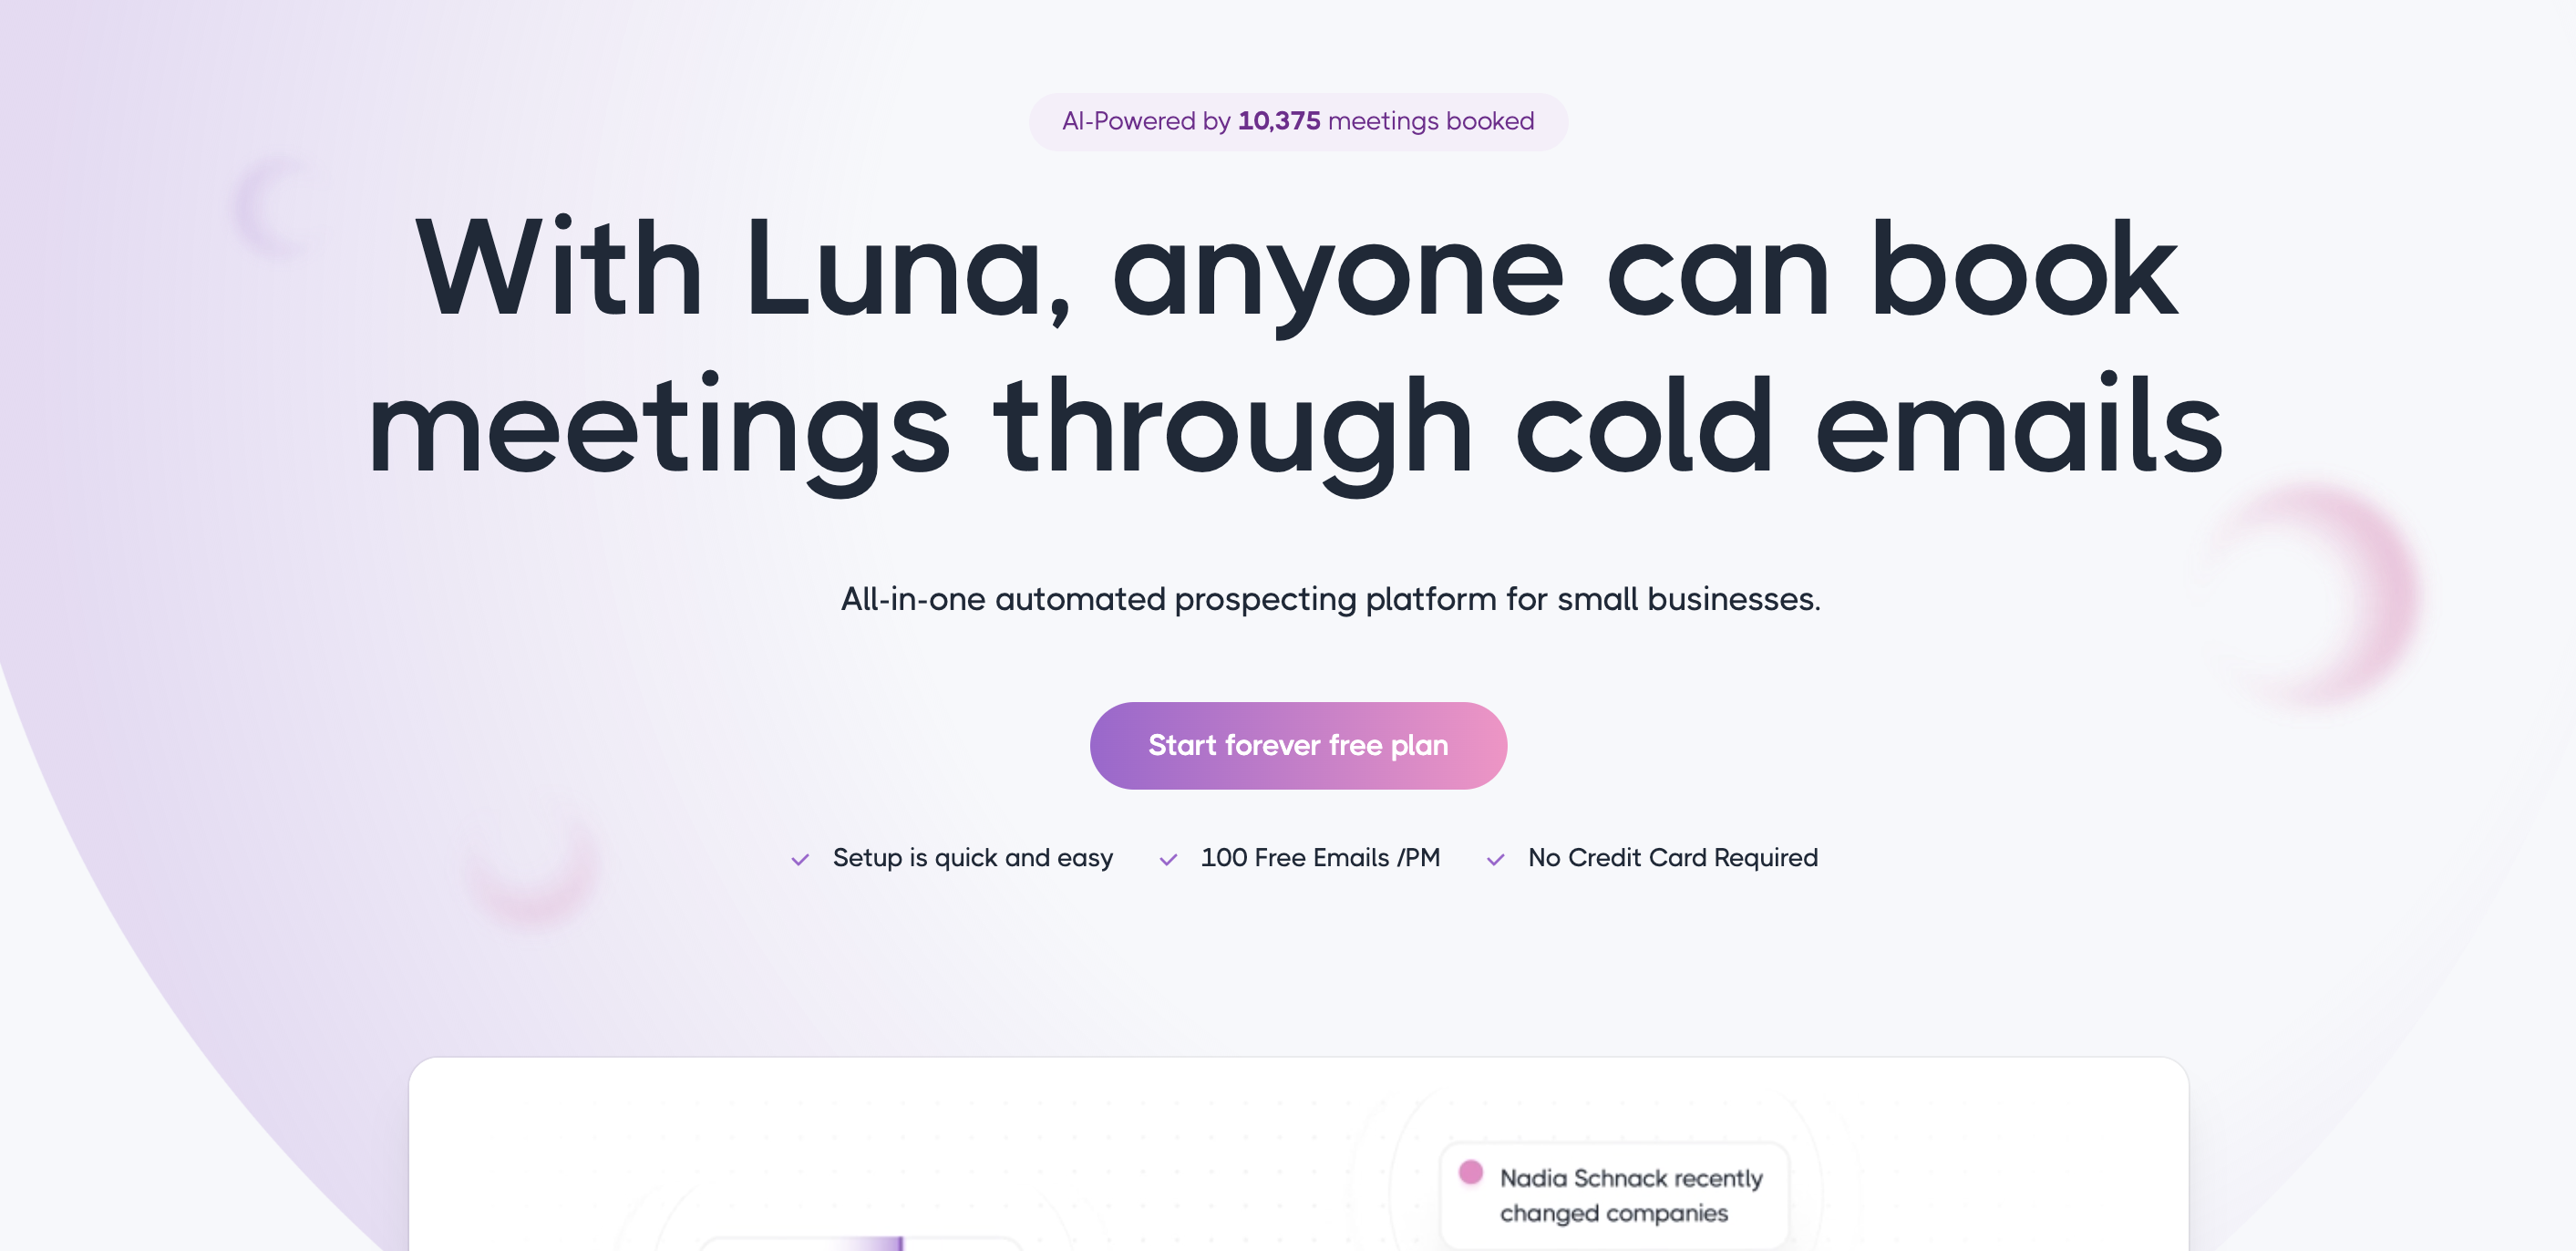 AI-Powered by 10,375 meetings booked
With Luna, anyone can book
meetings through cold emails
All-in-one automated prospecting platform for small businesses.
Start forever free plan
Setup is quick and easy
100 Free Emails /PM
No Credit Card Required
Nadia Schnack recently
changed companies